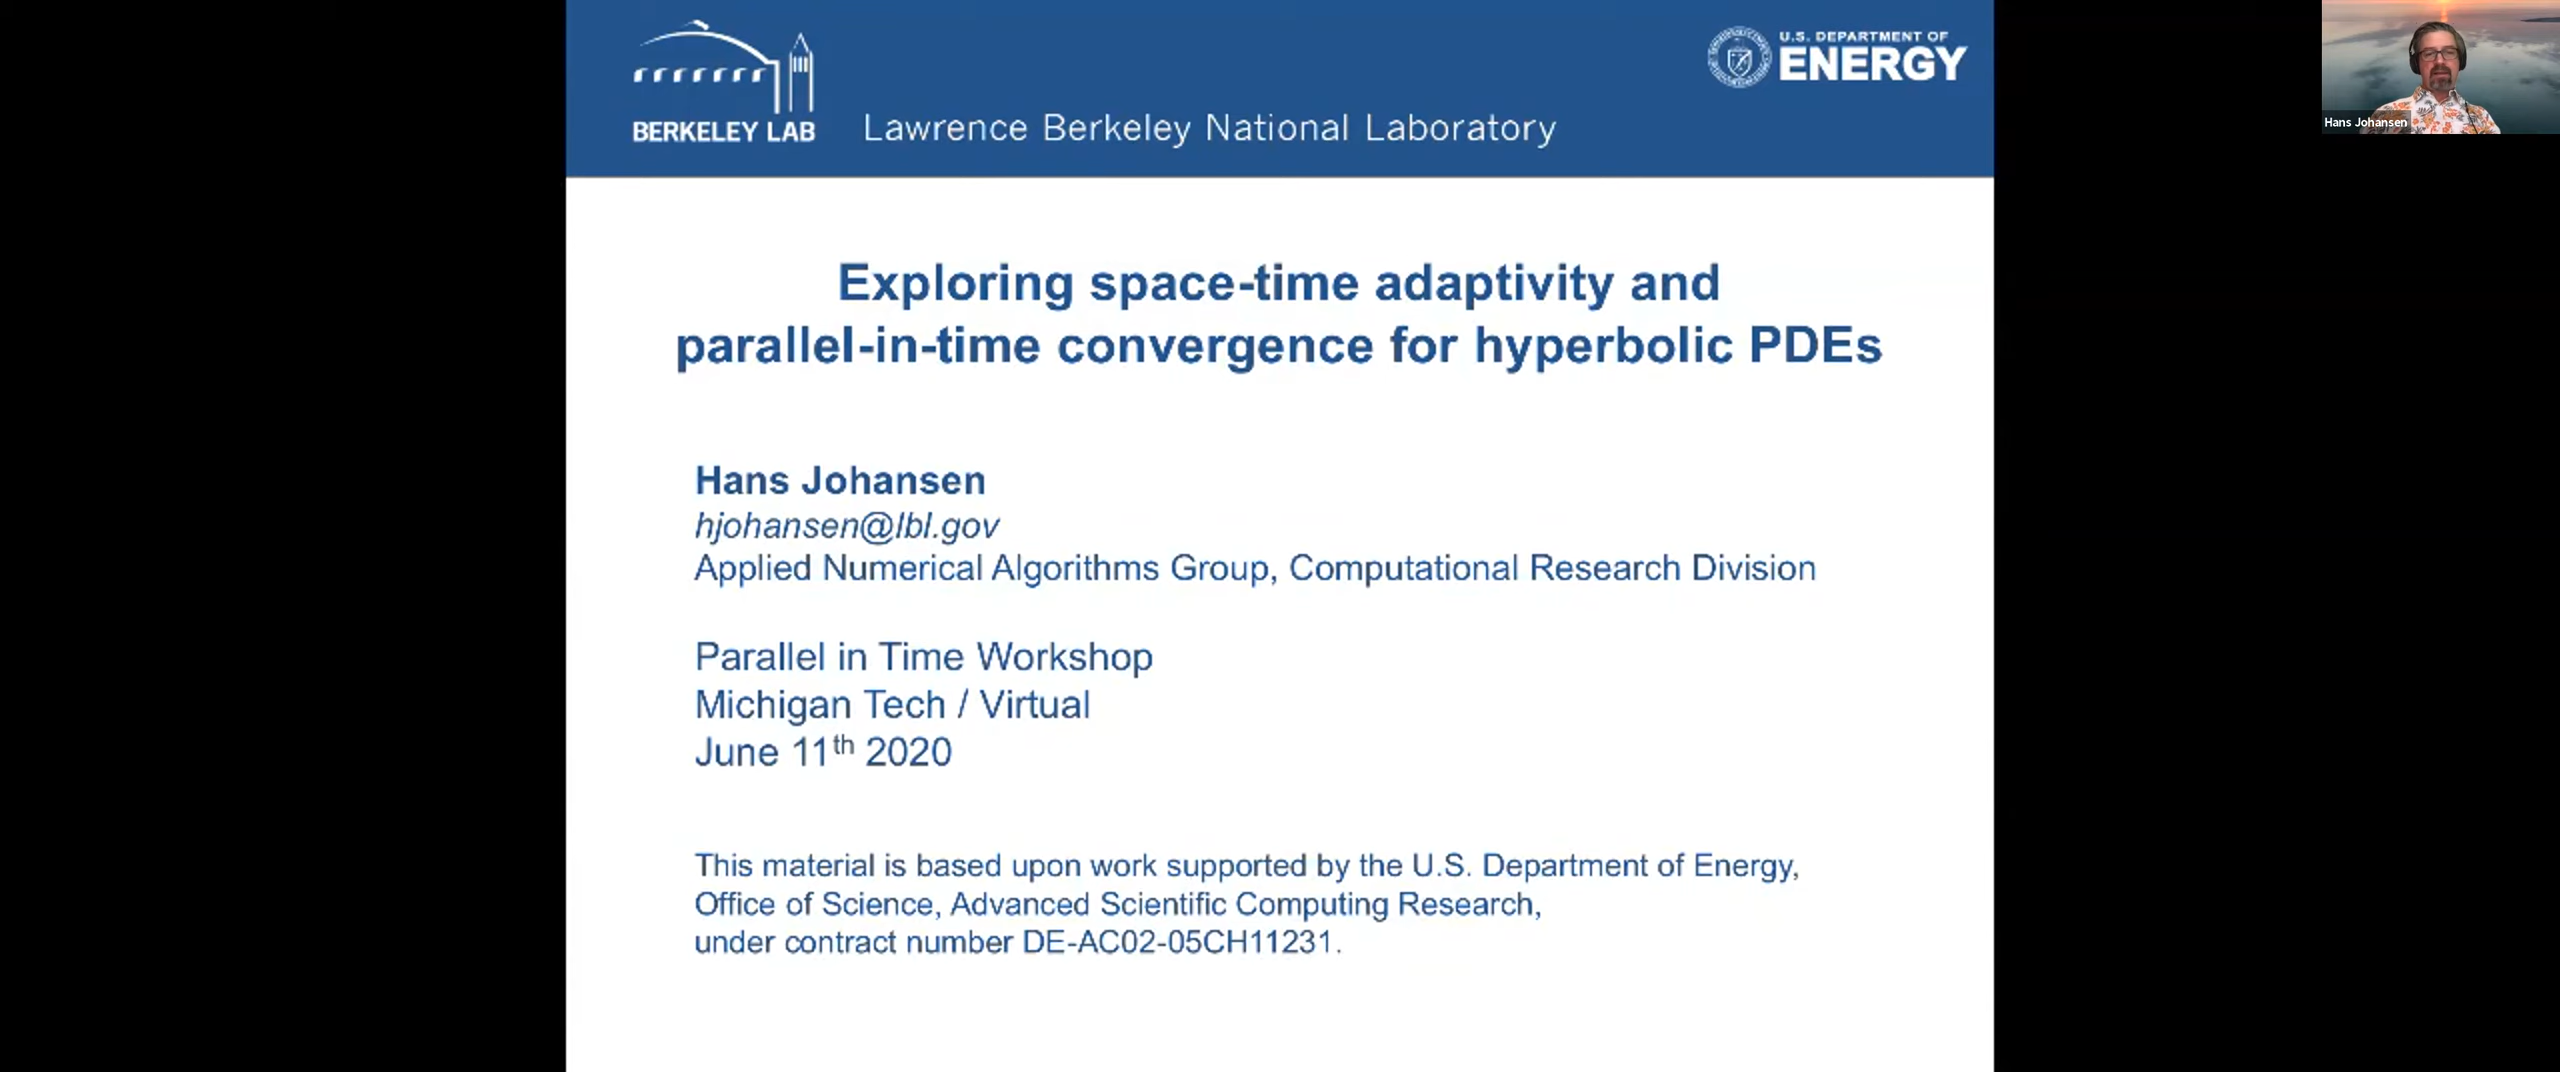 BERKELEY LAB
Lawrence Berkeley National Laboratory
U.S. DEPARTMENT OF
ENERGY
Hans Johansen
Exploring space-time adaptivity and
parallel-in-time convergence for hyperbolic PDEs
Hans Johansen
hjohansen@lbl.gov
Applied Numerical Algorithms Group, Computational Research Division
Parallel in Time Workshop
Michigan Tech / Virtual
June 11th 2020
This material is based upon work supported by the U.S. Department of Energy,
Office of Science, Advanced Scientific Computing Research,
under contract number DE-AC02-05CH11231.